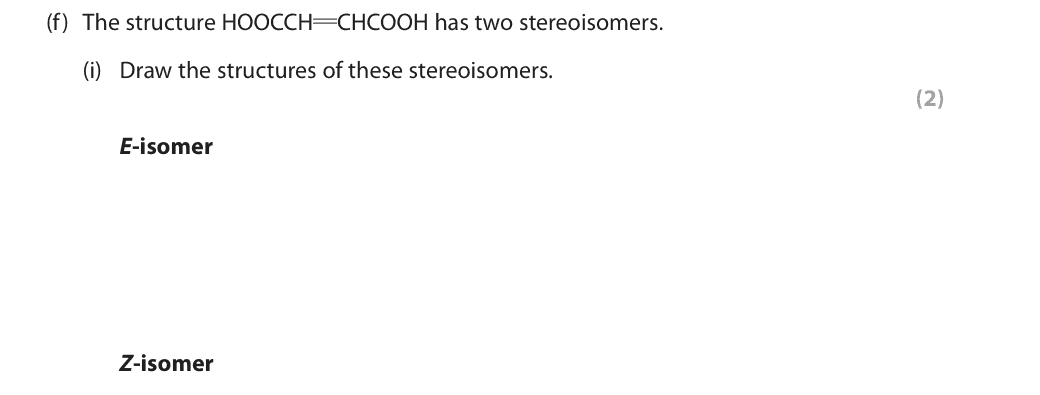 (f) The structure HOOCCH=CHCOOH has two stereoisomers.
(i) Draw the structures of these stereoisomers.
(2)
E-isomer
Z-isomer